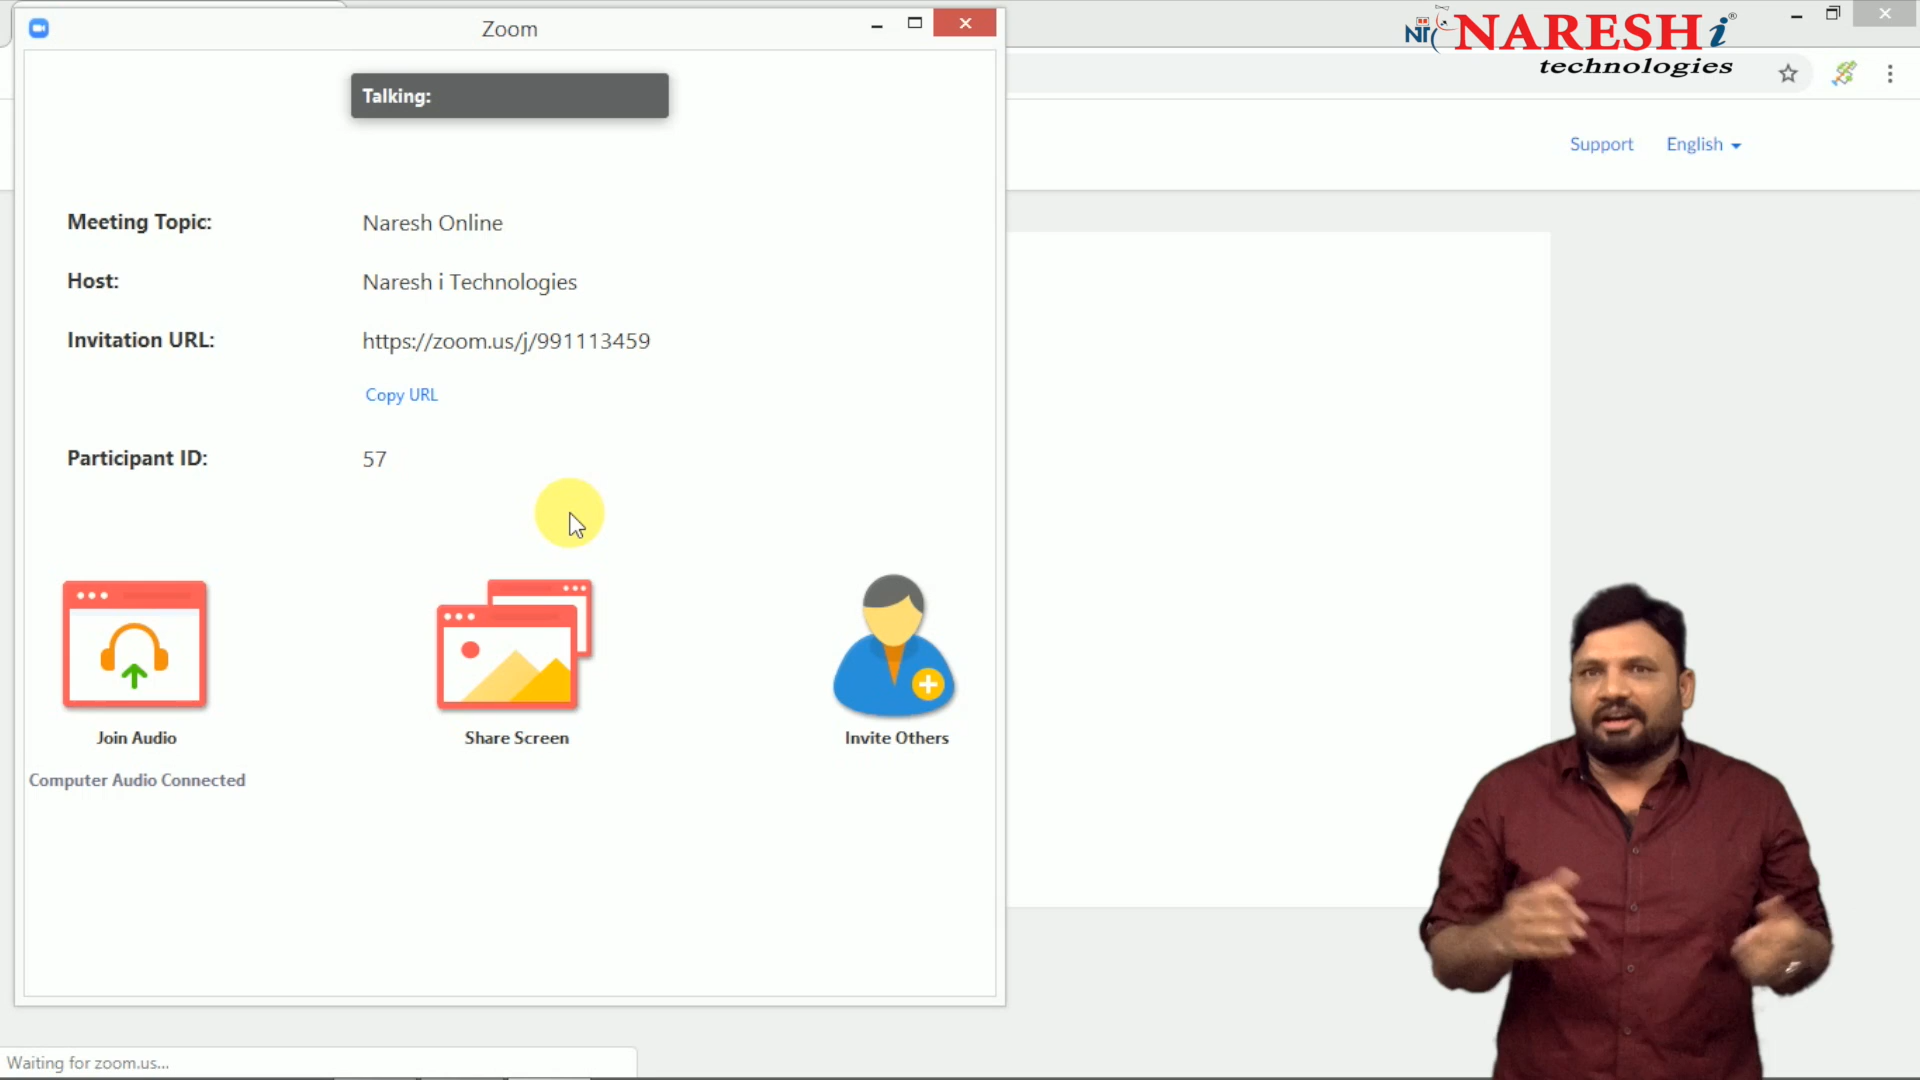 Zoom
NARESH i ®
NT
technologies
Talking:
Support English
Meeting Topic: Naresh Online
Host: Naresh i Technologies
Invitation URL: https://zoom.us/j/991113459
Copy URL
Participant ID: 57
Join Audio Share Screen Invite Others
Computer Audio Connected
Waiting for zoom.us...